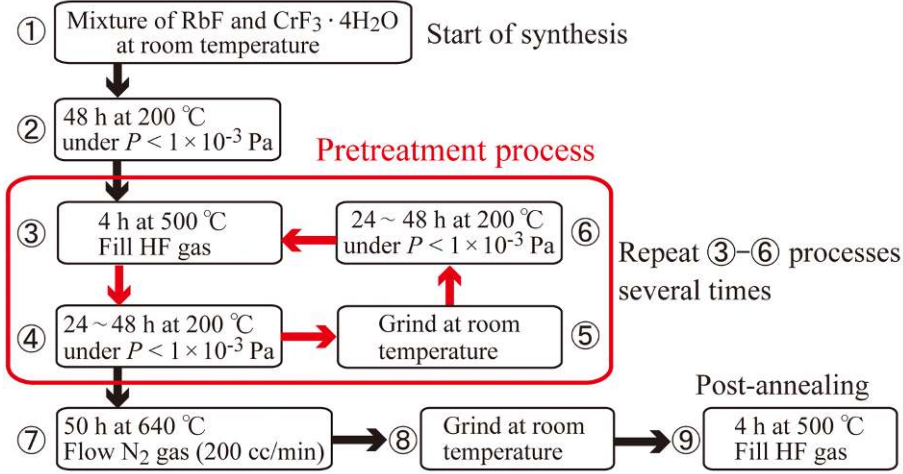 ① Mixture of RbF and CrF₃ · 4H₂O
at room temperature
Start of synthesis
② 48 h at 200 ℃
under P < 1 × 10⁻³ Pa
Pretreatment process
③ 4 h at 500 ℃
Fill HF gas
24 ~ 48 h at 200 ℃ ⑥
under P < 1 × 10⁻³ Pa
Repeat ③−⑥ processes
several times
④ 24 ~ 48 h at 200 ℃
under P < 1 × 10⁻³ Pa
Grind at room ⑤
temperature
Post-annealing
⑦ 50 h at 640 ℃
Flow N₂ gas (200 cc/min)
⑧ Grind at room
temperature
⑨ 4 h at 500 ℃
Fill HF gas